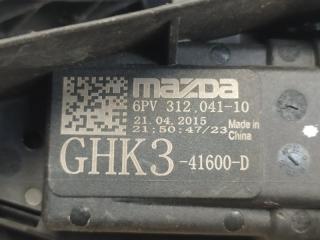 mazda
6PV 312.041-10
21.04.2015
21:50:47/23
Made in
China
GHK3 -41600-D